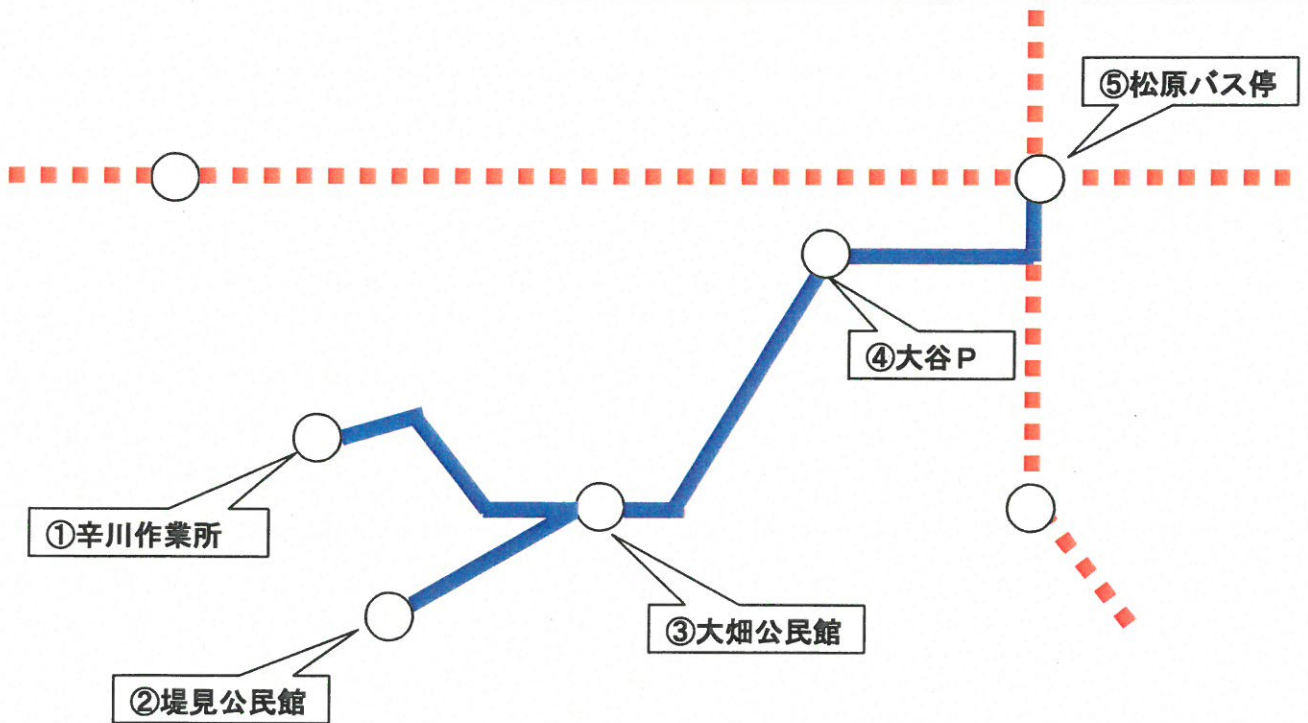 ⑤松原バス停
④大谷P
①辛川作業所
③大畑公民館
②堤見公民館